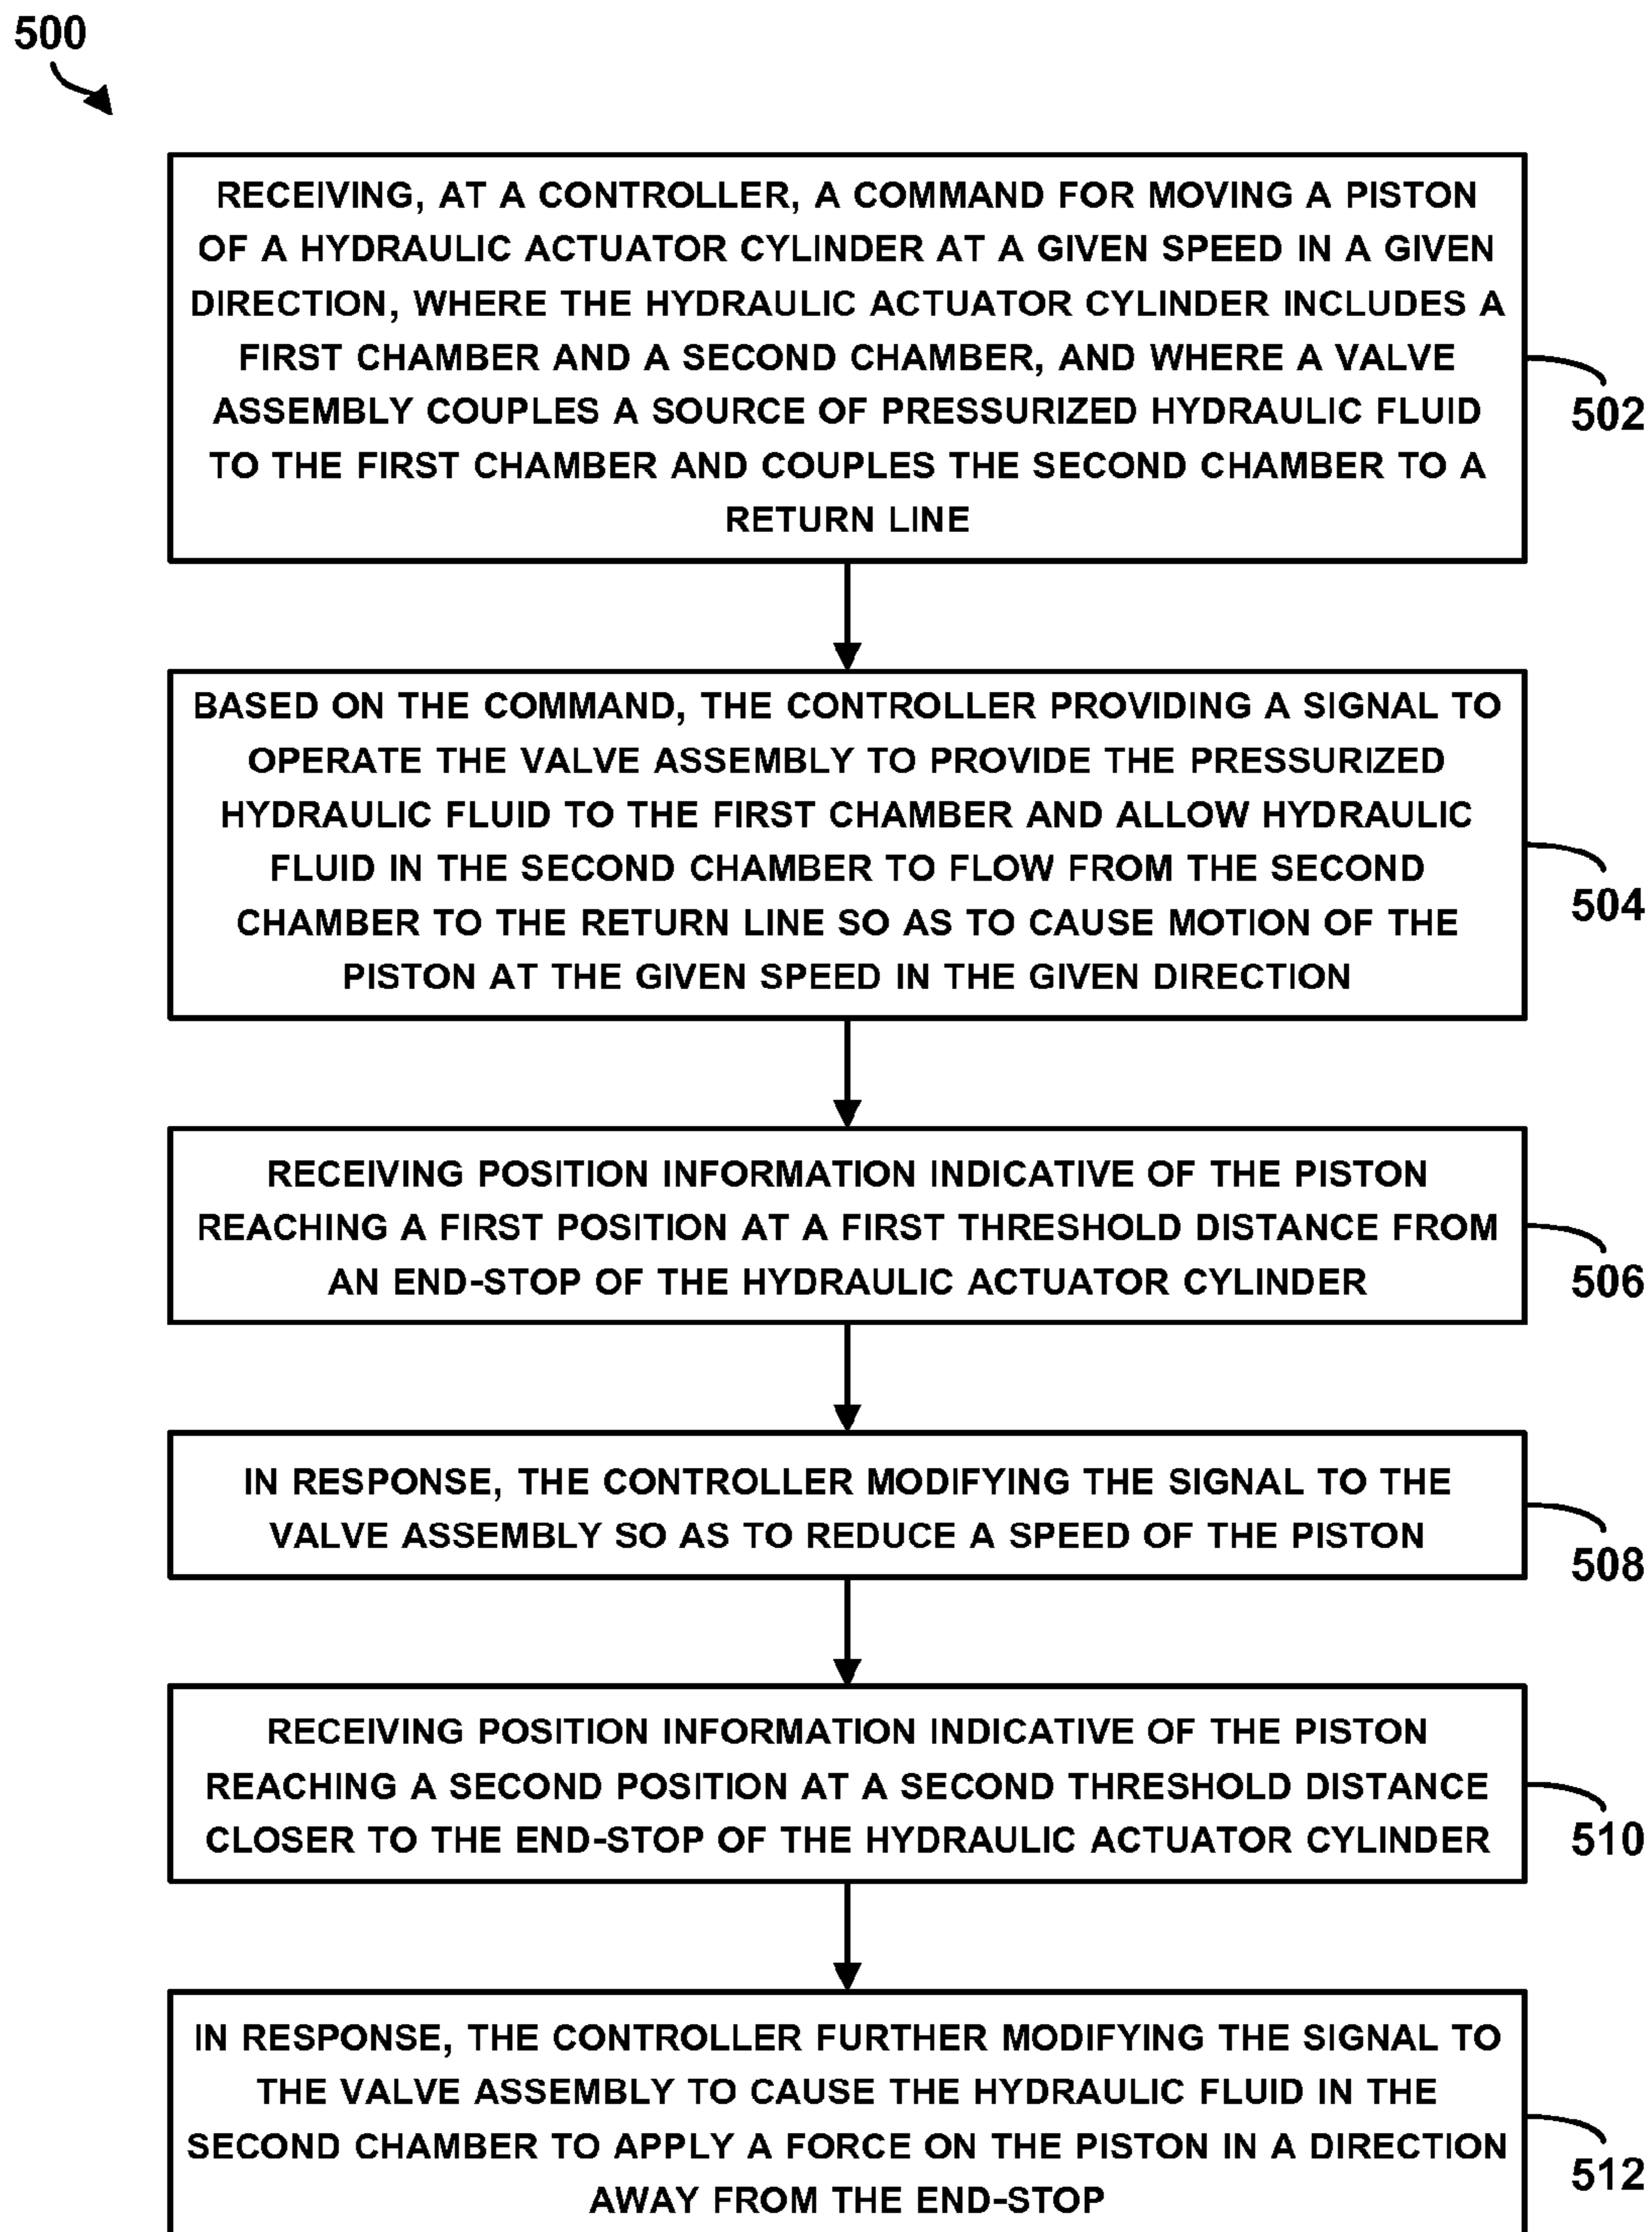 500
RECEIVING, AT A CONTROLLER, A COMMAND FOR MOVING A PISTON
OF A HYDRAULIC ACTUATOR CYLINDER AT A GIVEN SPEED IN A GIVEN
DIRECTION, WHERE THE HYDRAULIC ACTUATOR CYLINDER INCLUDES A
FIRST CHAMBER AND A SECOND CHAMBER, AND WHERE A VALVE
ASSEMBLY COUPLES A SOURCE OF PRESSURIZED HYDRAULIC FLUID
TO THE FIRST CHAMBER AND COUPLES THE SECOND CHAMBER TO A
RETURN LINE
502
BASED ON THE COMMAND, THE CONTROLLER PROVIDING A SIGNAL TO
OPERATE THE VALVE ASSEMBLY TO PROVIDE THE PRESSURIZED
HYDRAULIC FLUID TO THE FIRST CHAMBER AND ALLOW HYDRAULIC
FLUID IN THE SECOND CHAMBER TO FLOW FROM THE SECOND
CHAMBER TO THE RETURN LINE SO AS TO CAUSE MOTION OF THE
PISTON AT THE GIVEN SPEED IN THE GIVEN DIRECTION
504
RECEIVING POSITION INFORMATION INDICATIVE OF THE PISTON
REACHING A FIRST POSITION AT A FIRST THRESHOLD DISTANCE FROM
AN END-STOP OF THE HYDRAULIC ACTUATOR CYLINDER
506
IN RESPONSE, THE CONTROLLER MODIFYING THE SIGNAL TO THE
VALVE ASSEMBLY SO AS TO REDUCE A SPEED OF THE PISTON
508
RECEIVING POSITION INFORMATION INDICATIVE OF THE PISTON
REACHING A SECOND POSITION AT A SECOND THRESHOLD DISTANCE
CLOSER TO THE END-STOP OF THE HYDRAULIC ACTUATOR CYLINDER
510
IN RESPONSE, THE CONTROLLER FURTHER MODIFYING THE SIGNAL TO
THE VALVE ASSEMBLY TO CAUSE THE HYDRAULIC FLUID IN THE
SECOND CHAMBER TO APPLY A FORCE ON THE PISTON IN A DIRECTION
AWAY FROM THE END-STOP
512